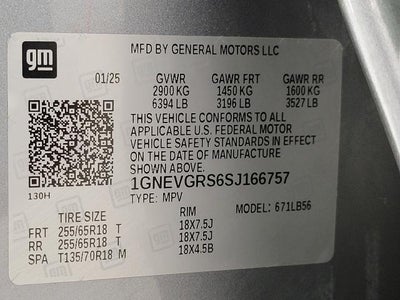 gm
MFD BY GENERAL MOTORS LLC
01/25 GVWR GAWR FRT GAWR RR
2900 KG 1450 KG 1600 KG
6394 LB 3196 LB 3527 LB
THIS VEHICLE CONFORMS TO ALL
APPLICABLE U.S. FEDERAL MOTOR
VEHICLE SAFETY STANDARDS IN EFFECT
ON THE DATE OF MANUFACTURE
SHOWN ABOVE.
1GNEVGRS6SJ166757
130H
TYPE: MPV MODEL: 671LB56
TIRE SIZE RIM
FRT 255/65R18 T 18X7.5J
RR 255/65R18 T 18X7.5J
SPA T135/70R18 M 18X4.5B